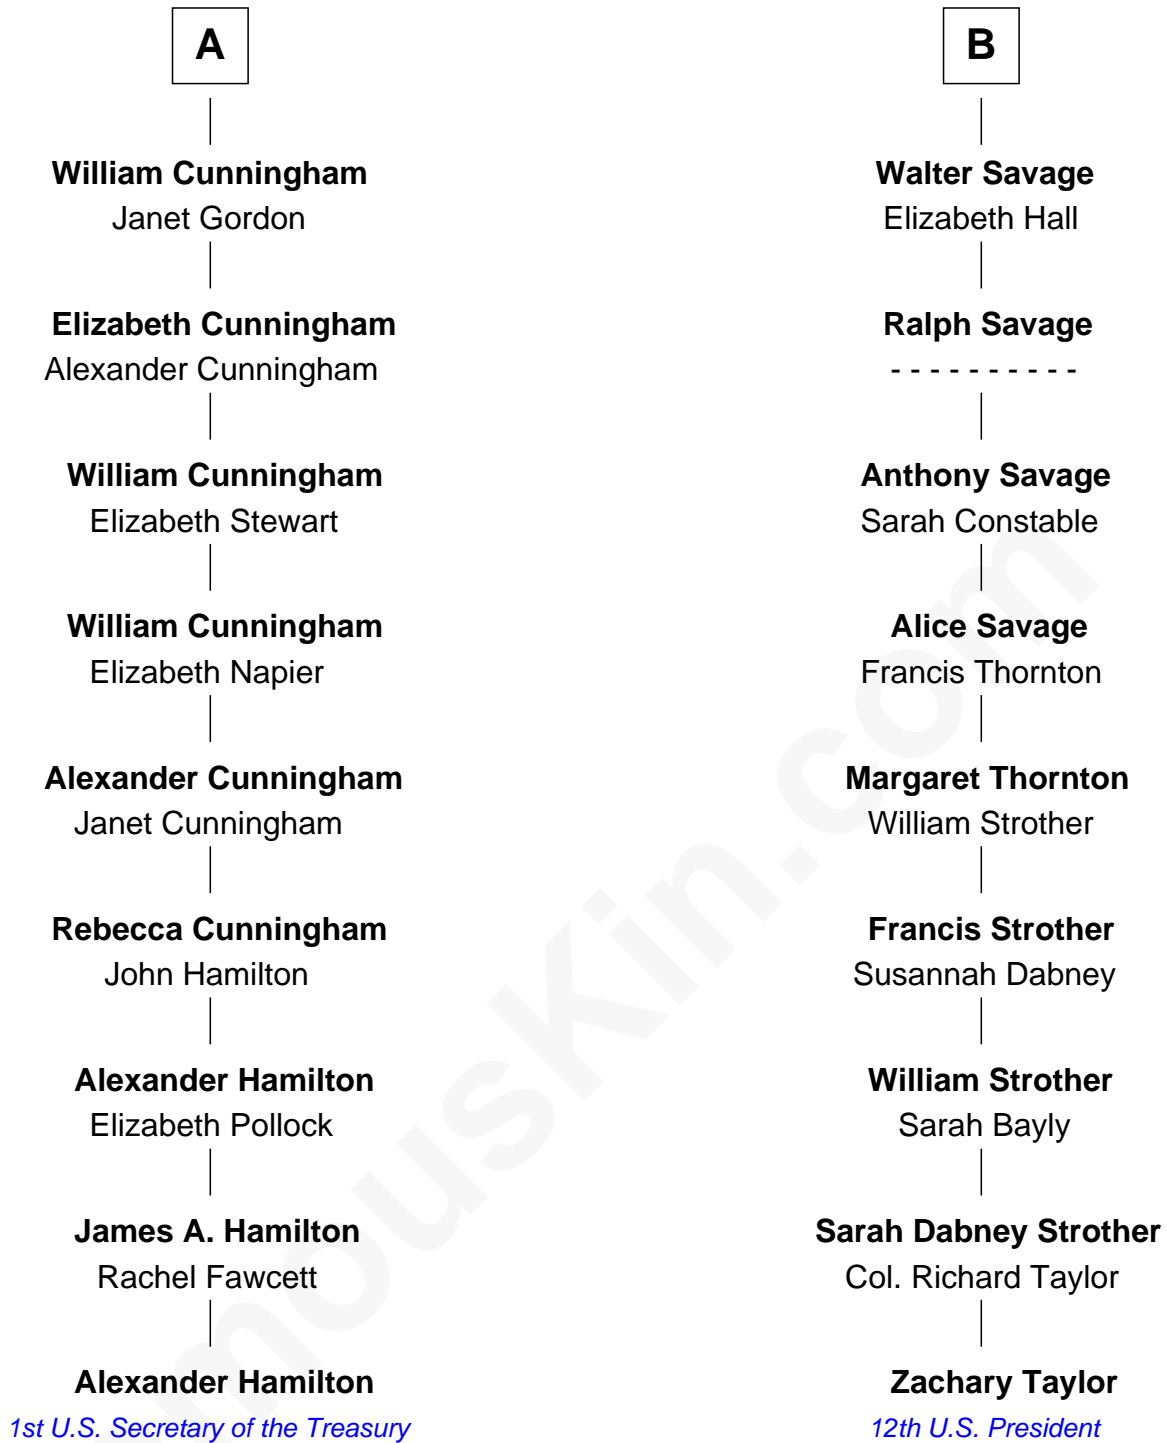 A
William Cunningham
Janet Gordon
Elizabeth Cunningham
Alexander Cunningham
William Cunningham
Elizabeth Stewart
William Cunningham
Elizabeth Napier
Alexander Cunningham
Janet Cunningham
Rebecca Cunningham
John Hamilton
Alexander Hamilton
Elizabeth Pollock
James A. Hamilton
Rachel Fawcett
Alexander Hamilton
1st U.S. Secretary of the Treasury
B
Walter Savage
Elizabeth Hall
Ralph Savage
- - - - - - - - - -
Anthony Savage
Sarah Constable
Alice Savage
Francis Thornton
Margaret Thornton
William Strother
Francis Strother
Susannah Dabney
William Strother
Sarah Bayly
Sarah Dabney Strother
Col. Richard Taylor
Zachary Taylor
12th U.S. President
mouskin.com